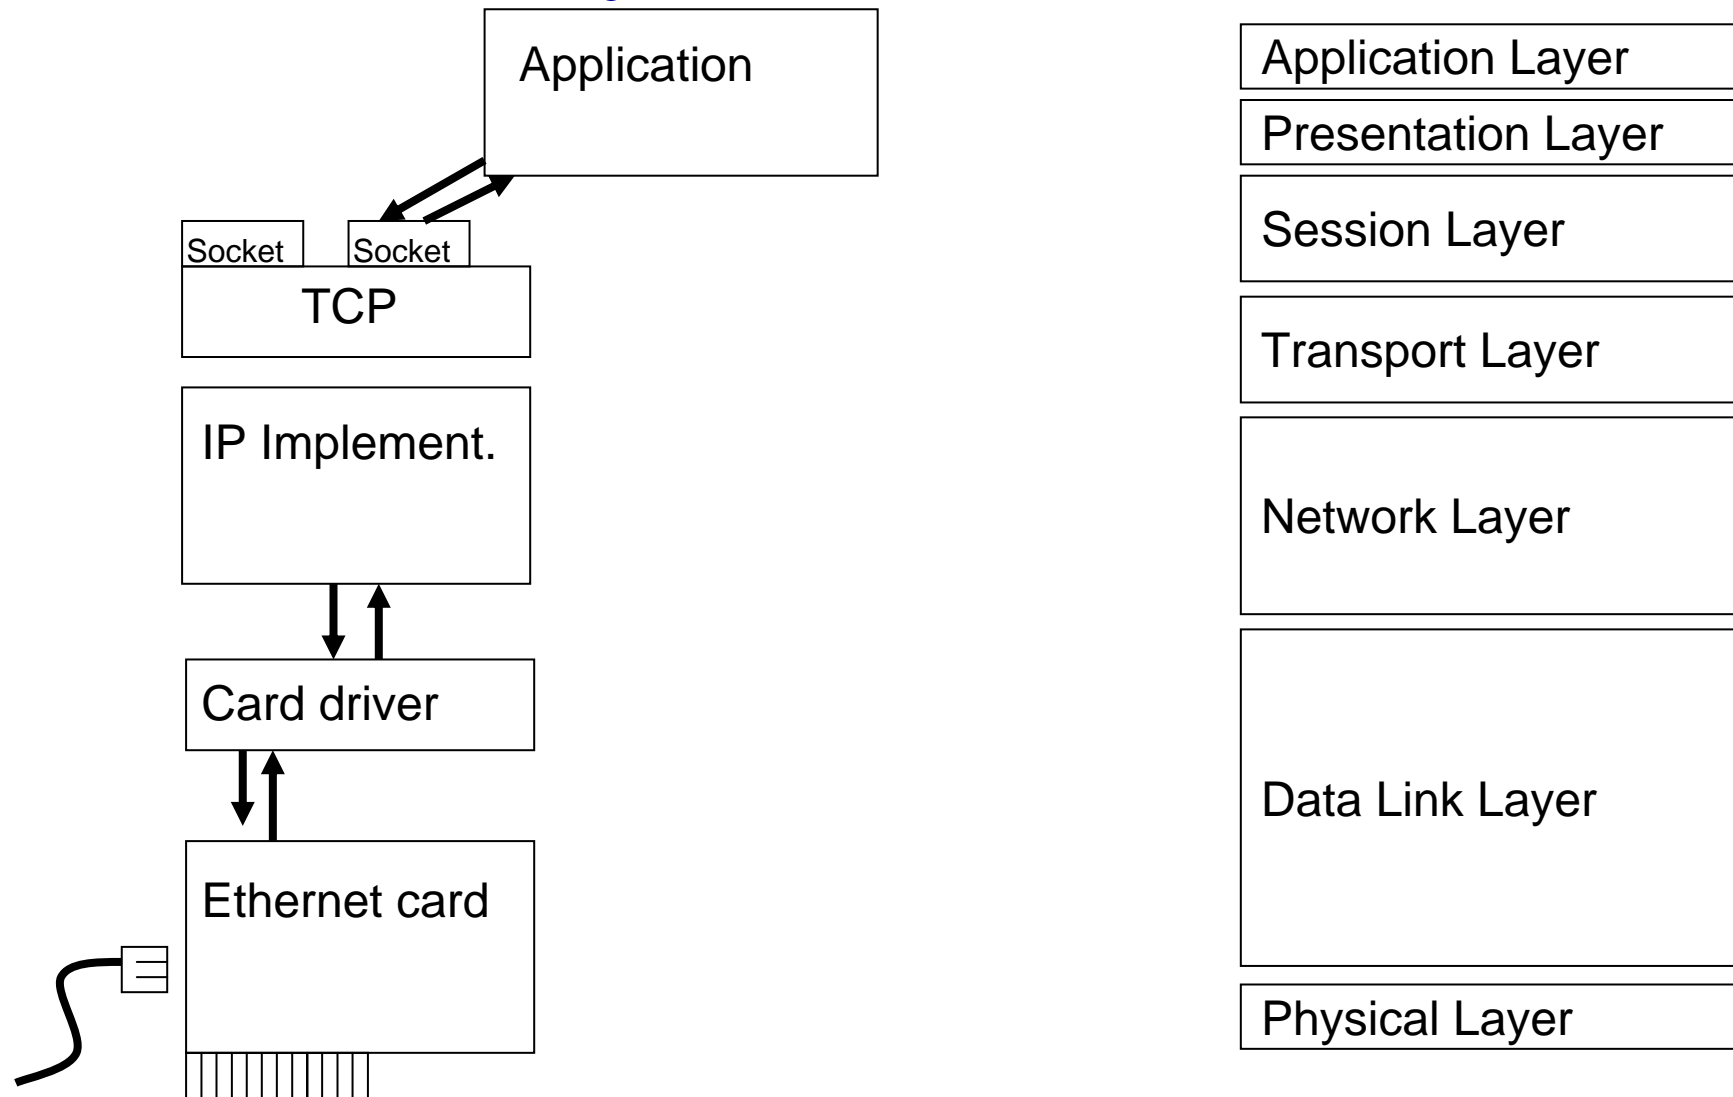 Application
Socket
Socket
TCP
IP Implement.
Card driver
Ethernet card
Application Layer
Presentation Layer
Session Layer
Transport Layer
Network Layer
Data Link Layer
Physical Layer